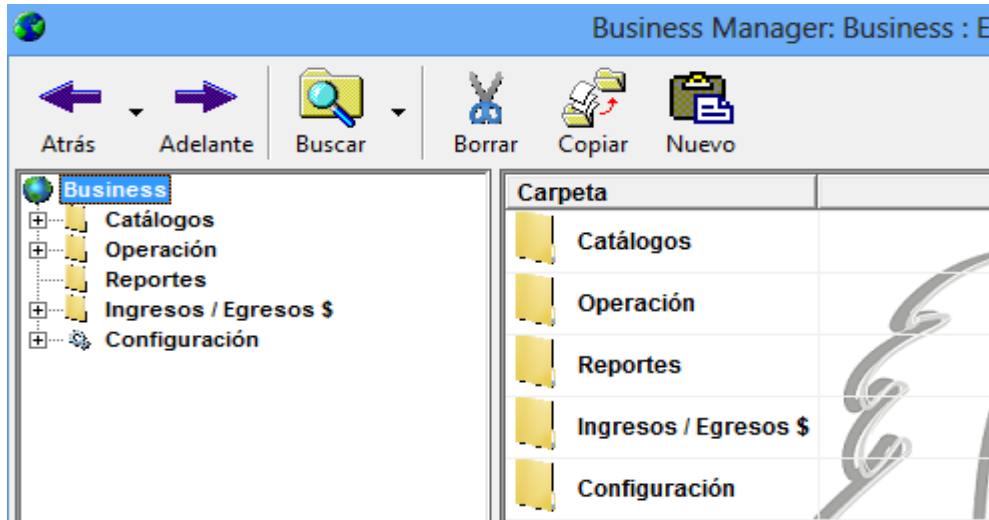 Business Manager: Business : E
Atrás Adelante Buscar Borrar Copiar Nuevo
Business
Catálogos
Operación
Reportes
Ingresos / Egresos $
Configuración
Carpeta
Catálogos
Operación
Reportes
Ingresos / Egresos $
Configuración